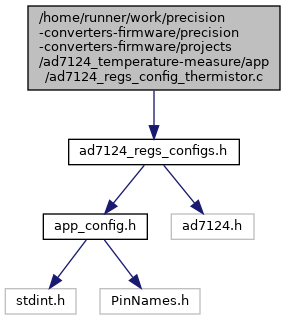 /home/runner/work/precision
-converters-firmware/precision
-converters-firmware/projects
/ad7124_temperature-measure/app
/ad7124_regs_config_thermistor.c
ad7124_regs_configs.h
app_config.h
ad7124.h
stdint.h
PinNames.h